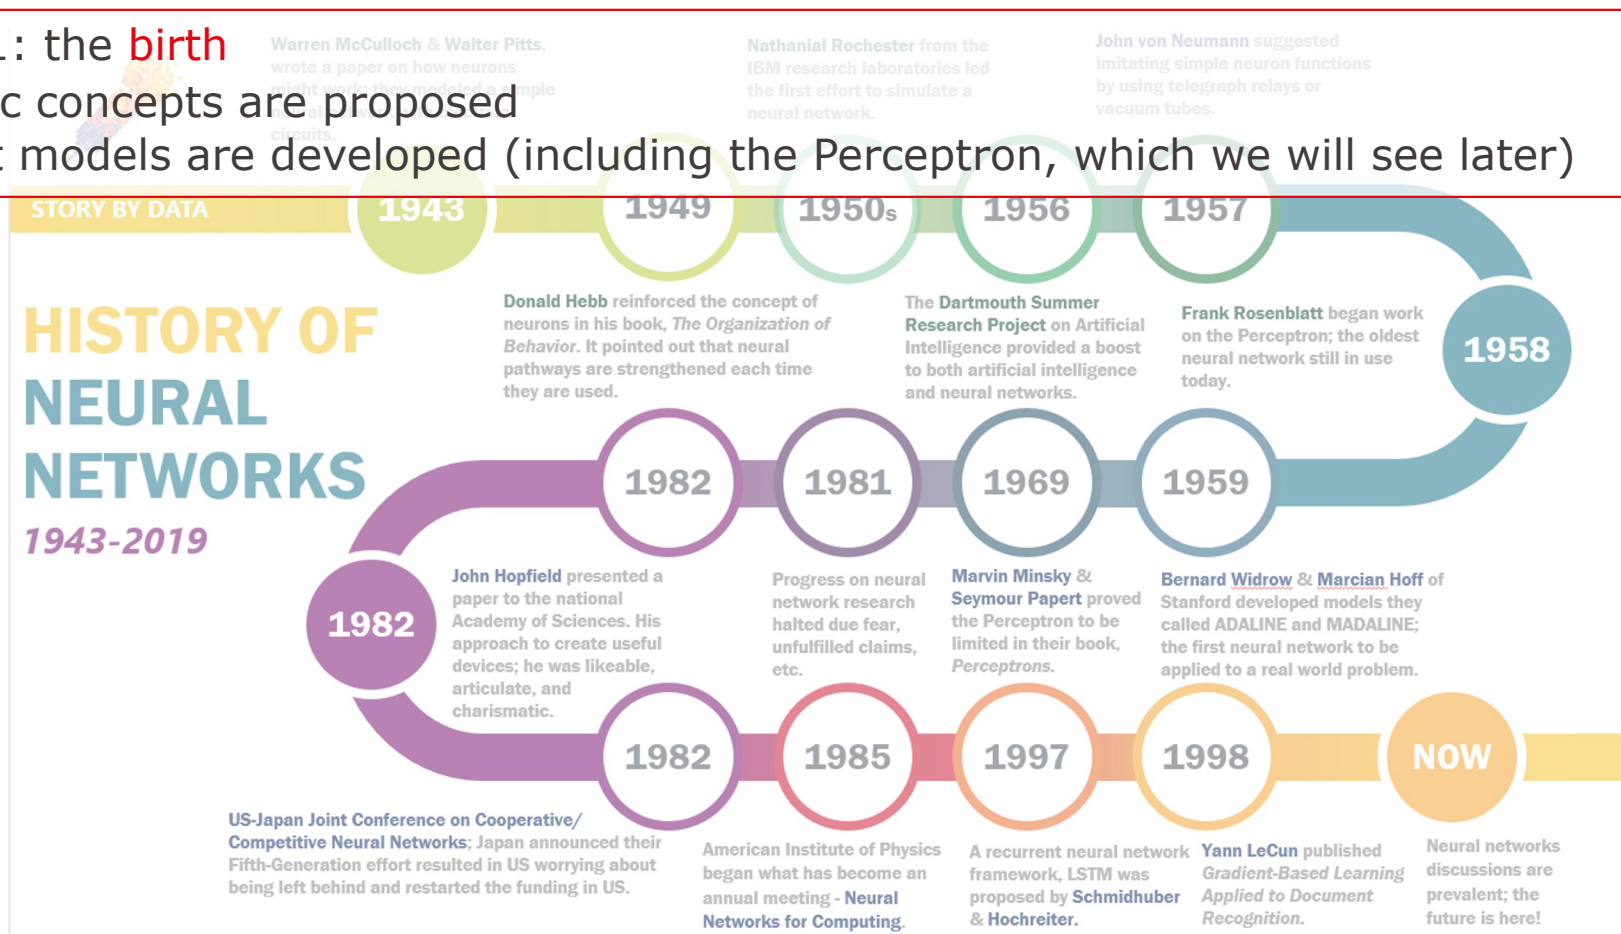 1: the birth
c concepts are proposed
t models are developed (including the Perceptron, which we will see later)
Warren McCulloch & Walter Pitts,
wrote a paper on how neurons
might work; they modeled a simple
circuits.
Nathanial Rochester from the
IBM research laboratories led
the first effort to simulate a
neural network.
John von Neumann suggested
imitating simple neuron functions
by using telegraph relays or
vacuum tubes.
STORY BY DATA
1943
1949
1950s
1956
1957
HISTORY OF
NEURAL
NETWORKS
1943-2019
Donald Hebb reinforced the concept of
neurons in his book, The Organization of
Behavior. It pointed out that neural
pathways are strengthened each time
they are used.
The Dartmouth Summer
Research Project on Artificial
Intelligence provided a boost
to both artificial intelligence
and neural networks.
Frank Rosenblatt began work
on the Perceptron; the oldest
neural network still in use
today.
1958
1982
1981
1969
1959
1982
John Hopfield presented a
paper to the national
Academy of Sciences. His
approach to create useful
devices; he was likeable,
articulate, and
charismatic.
Progress on neural
network research
halted due fear,
unfulfilled claims,
etc.
Marvin Minsky &
Seymour Papert proved
the Perceptron to be
limited in their book,
Perceptrons.
Bernard Widrow & Marcian Hoff of
Stanford developed models they
called ADALINE and MADALINE;
the first neural network to be
applied to a real world problem.
1982
1985
1997
1998
NOW
US-Japan Joint Conference on Cooperative/
Competitive Neural Networks; Japan announced their
Fifth-Generation effort resulted in US worrying about
being left behind and restarted the funding in US.
American Institute of Physics
began what has become an
annual meeting - Neural
Networks for Computing.
A recurrent neural network
framework, LSTM was
proposed by Schmidhuber
& Hochreiter.
Yann LeCun published
Gradient-Based Learning
Applied to Document
Recognition.
Neural networks
discussions are
prevalent; the
future is here!